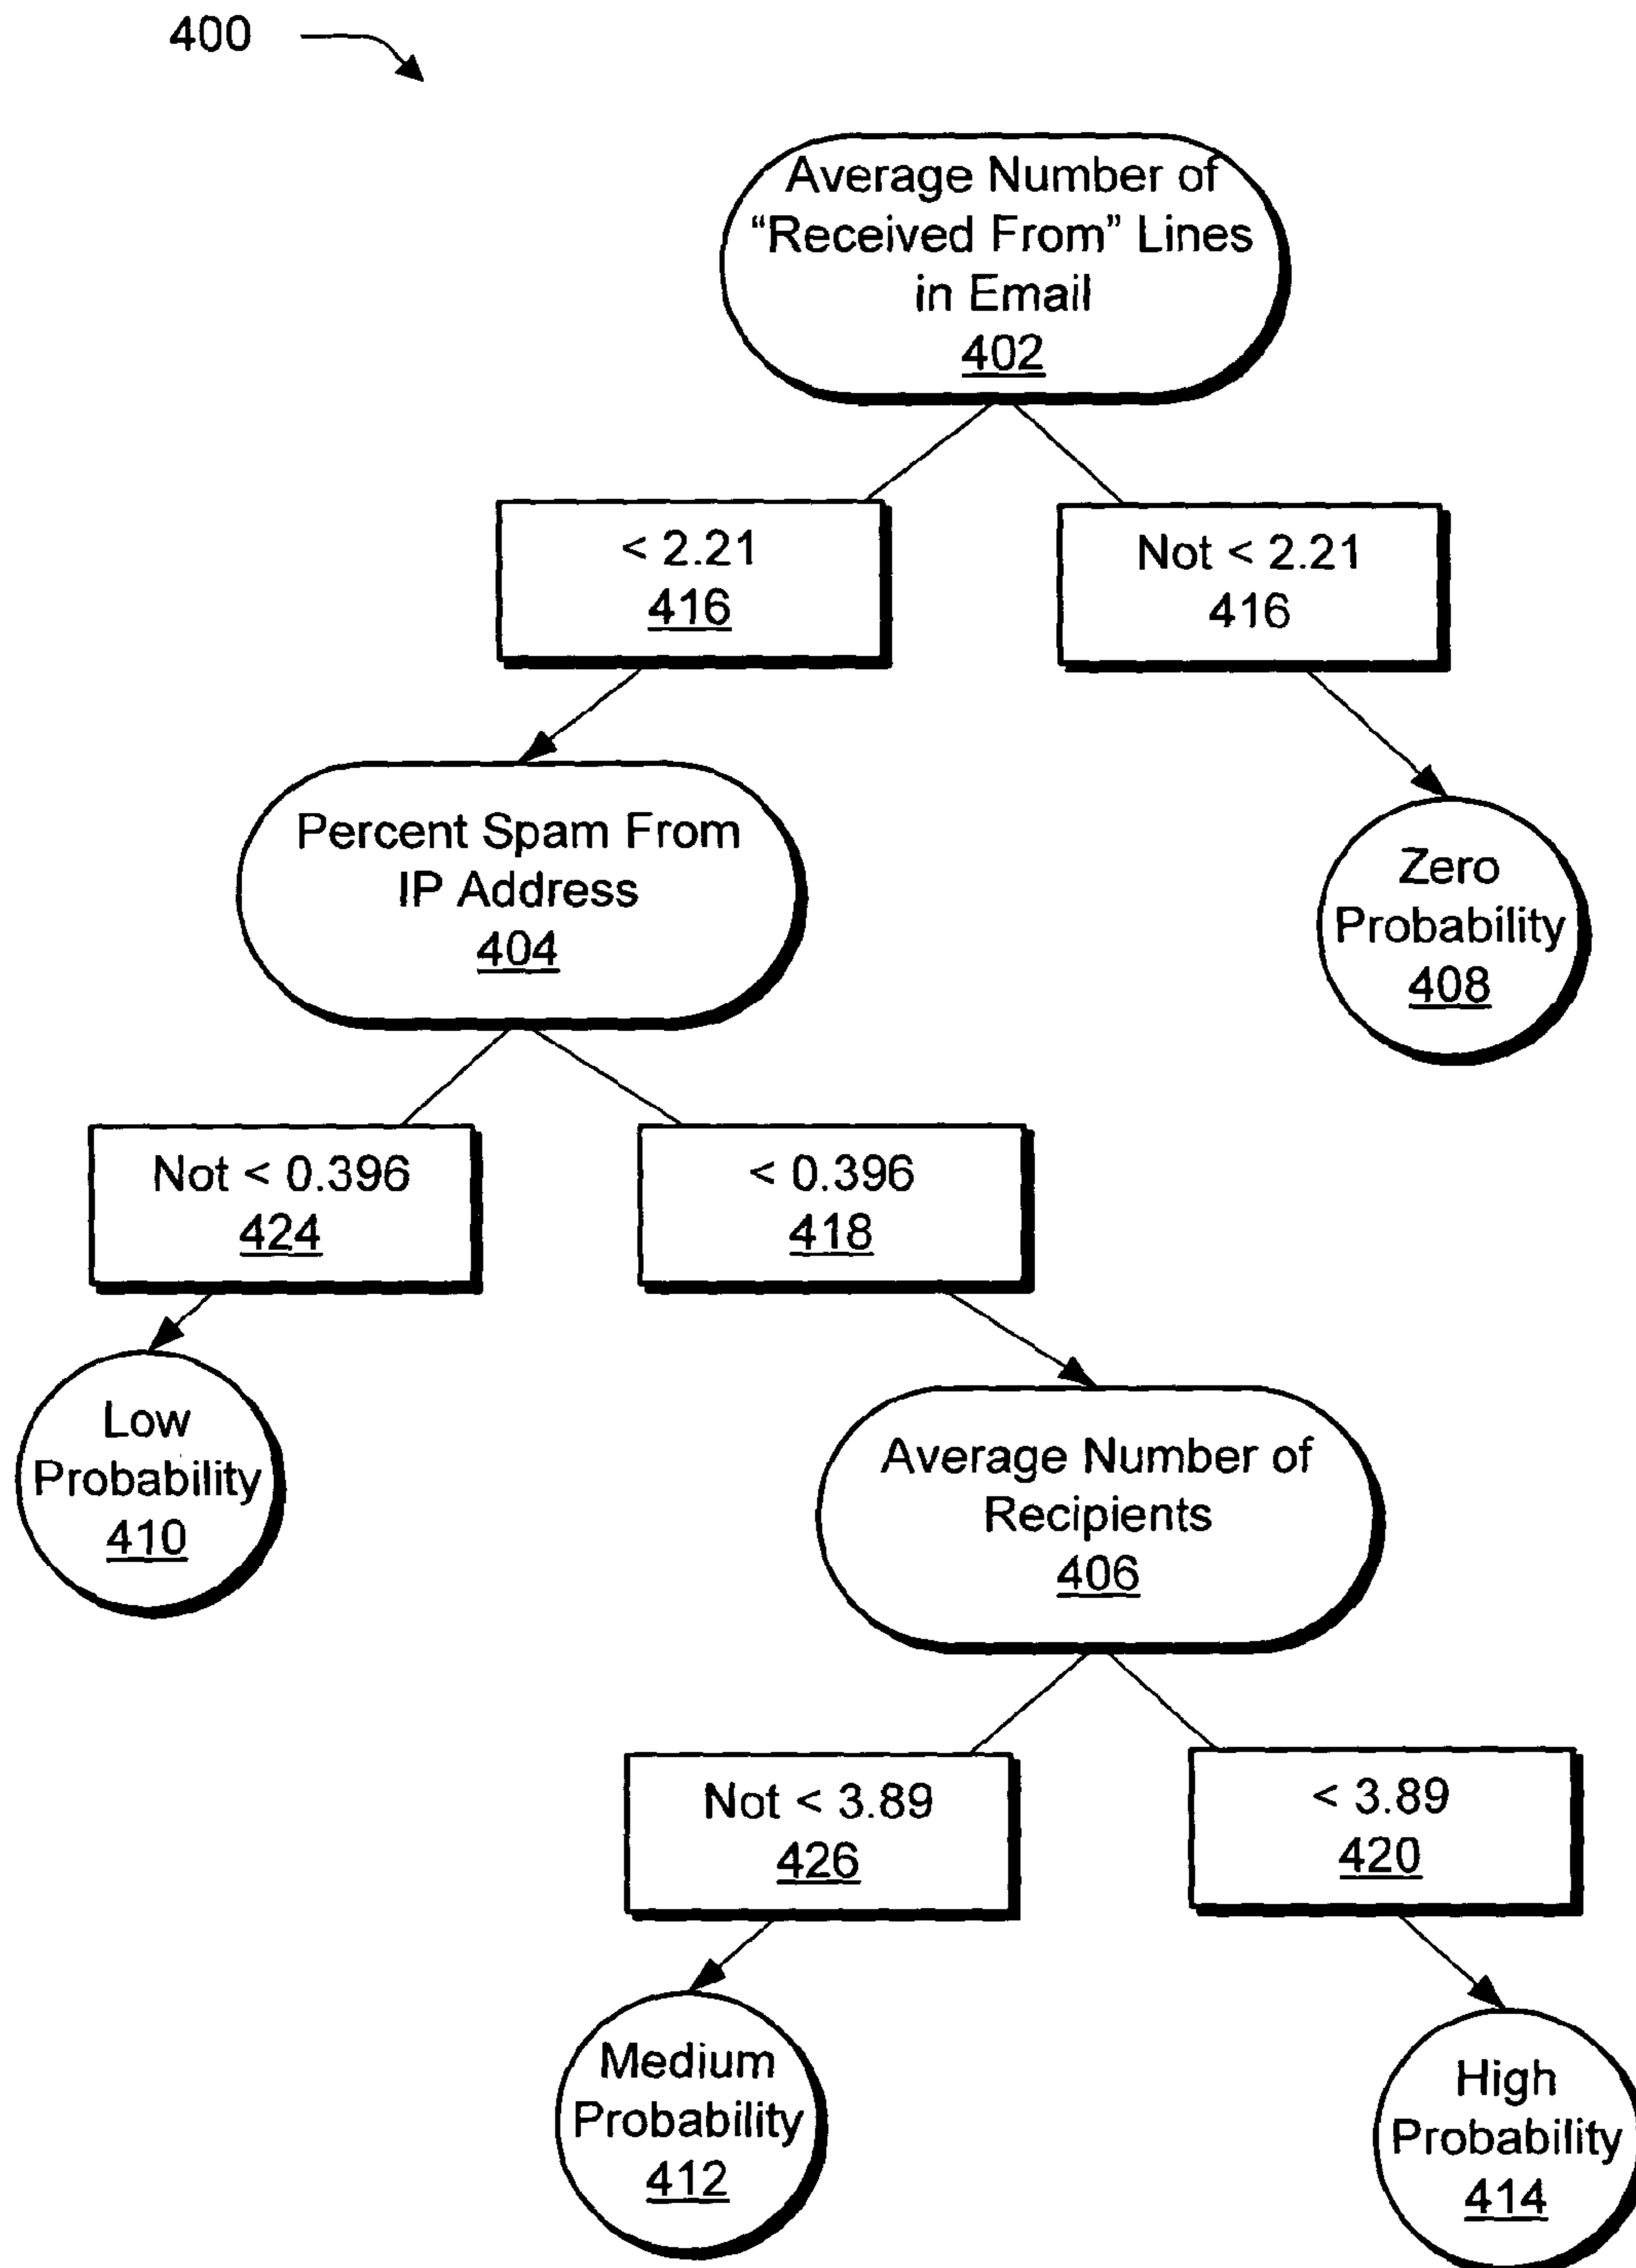 400
Average Number of
“Received From” Lines
in Email
402
< 2.21
416
Not < 2.21
416
Percent Spam From
IP Address
404
Zero
Probability
408
Not < 0.396
424
< 0.396
418
Low
Probability
410
Average Number of
Recipients
406
Not < 3.89
426
< 3.89
420
Medium
Probability
412
High
Probability
414